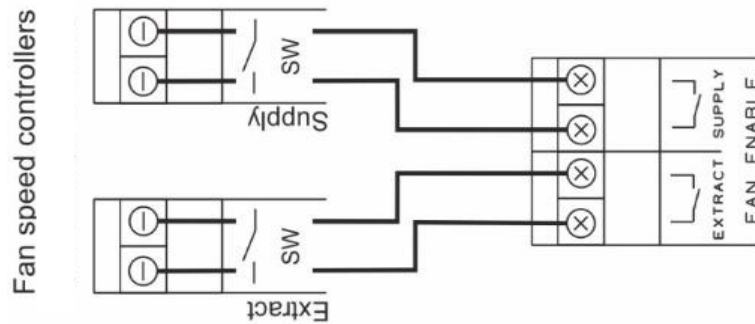 Fan speed controllers
SW
Supply
SW
Extract
SUPPLY
EXTRACT
FAN ENABLE